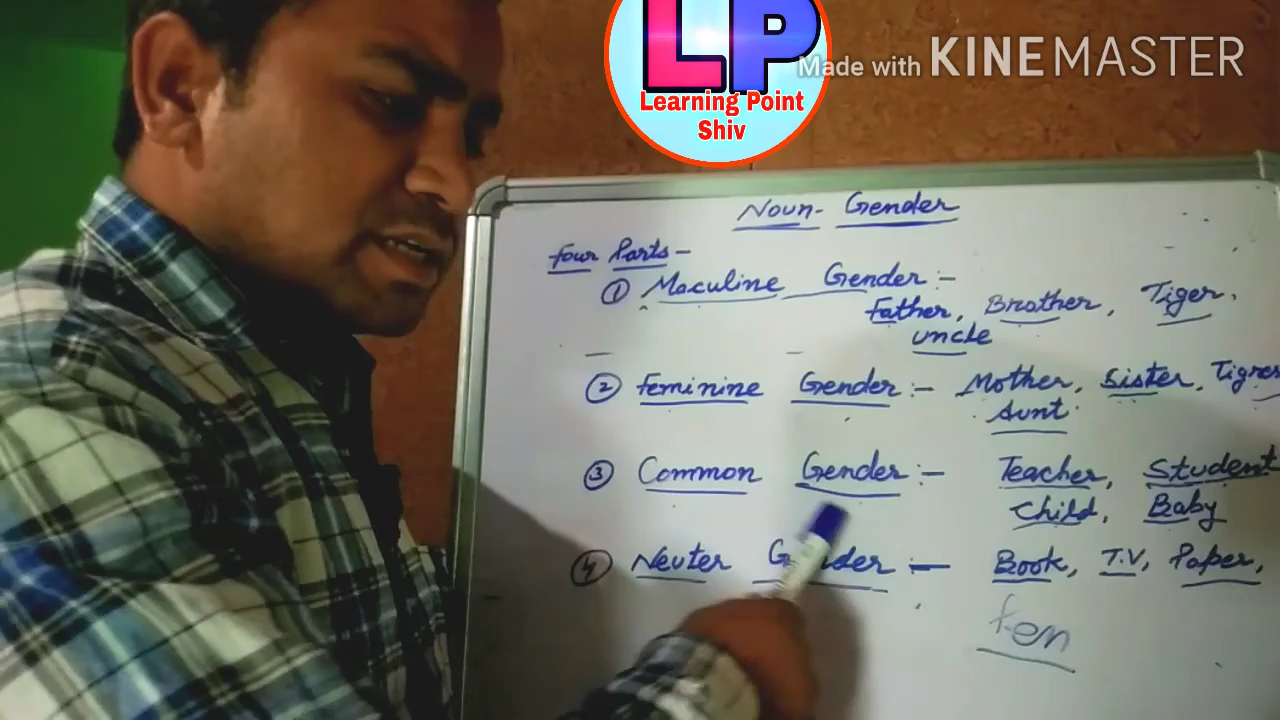 LP
Learning Point
Shiv
Made with KINEMASTER
Noun- Gender
Four Parts-
① Maculine Gender :-
Father, Brother, Tiger,
uncle
② Feminine Gender :- Mother, Sister, Tigres
Aunt
③ Common Gender :- Teacher, Student
Child, Baby
④ Neuter Gender :- Book, T.V, Paper,